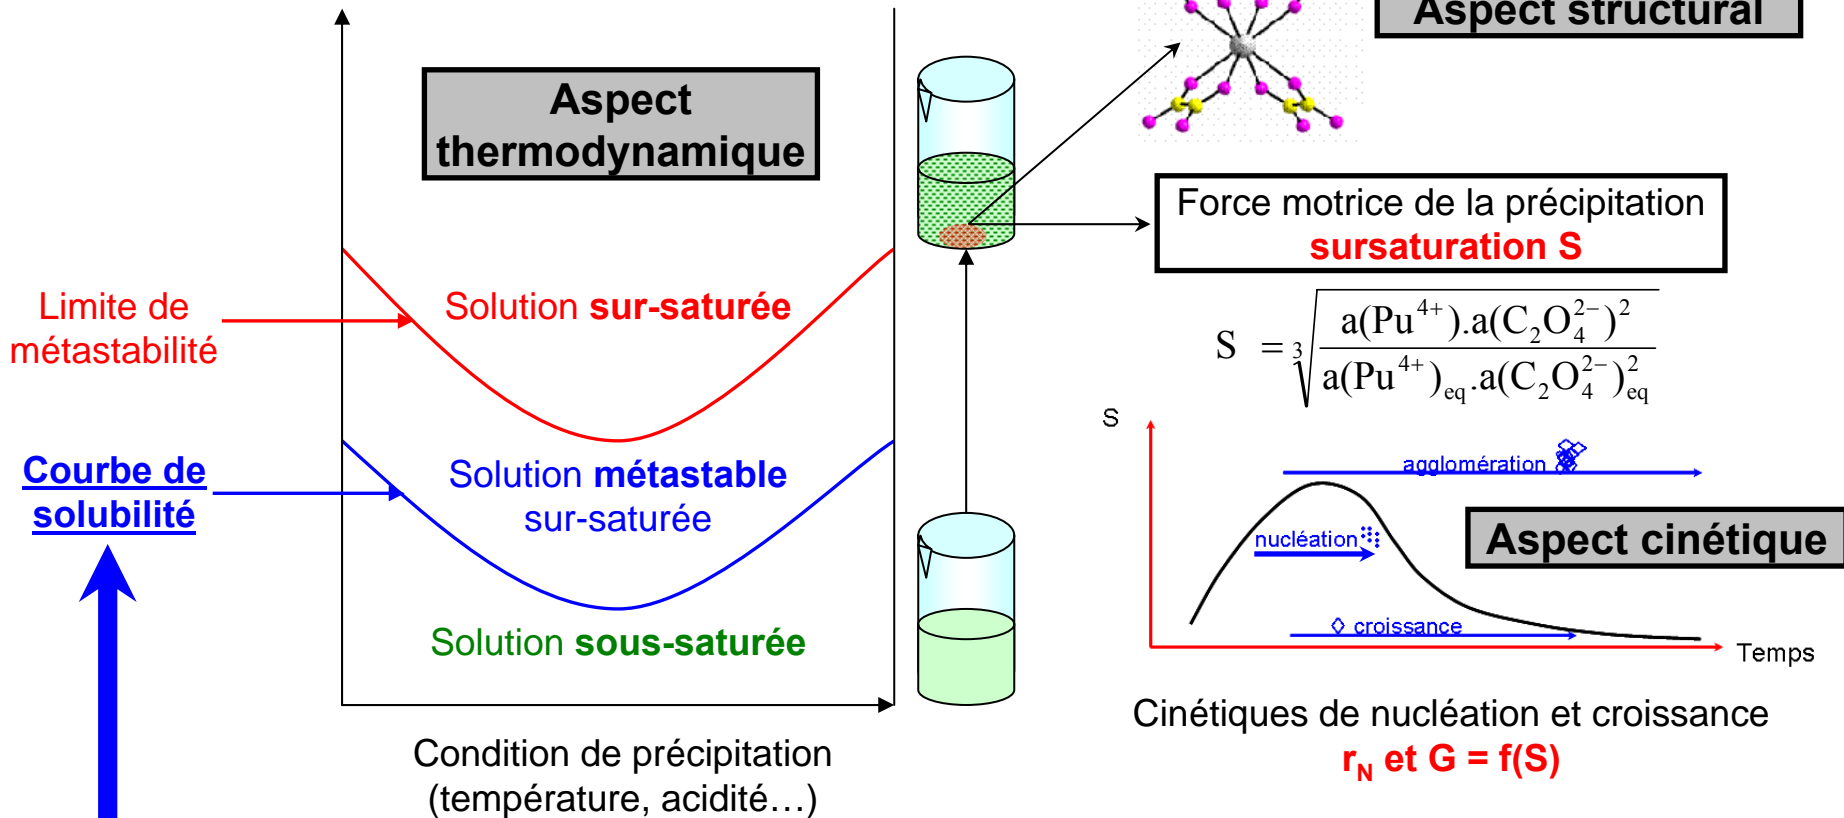 Aspect structural
Aspect
thermodynamique
Force motrice de la précipitation
sursaturation S
Limite de
métastabilité
Solution sur-saturée
S = ∛(a(Pu⁴⁺).a(C₂O₄²⁻)² / a(Pu⁴⁺)eq.a(C₂O₄²⁻)²eq)
Courbe de
solubilité
Solution métastable
sur-saturée
Solution sous-saturée
S
agglomération
nucléation
Aspect cinétique
croissance
Temps
Condition de précipitation
(température, acidité…)
Cinétiques de nucléation et croissance
r_N et G = f(S)